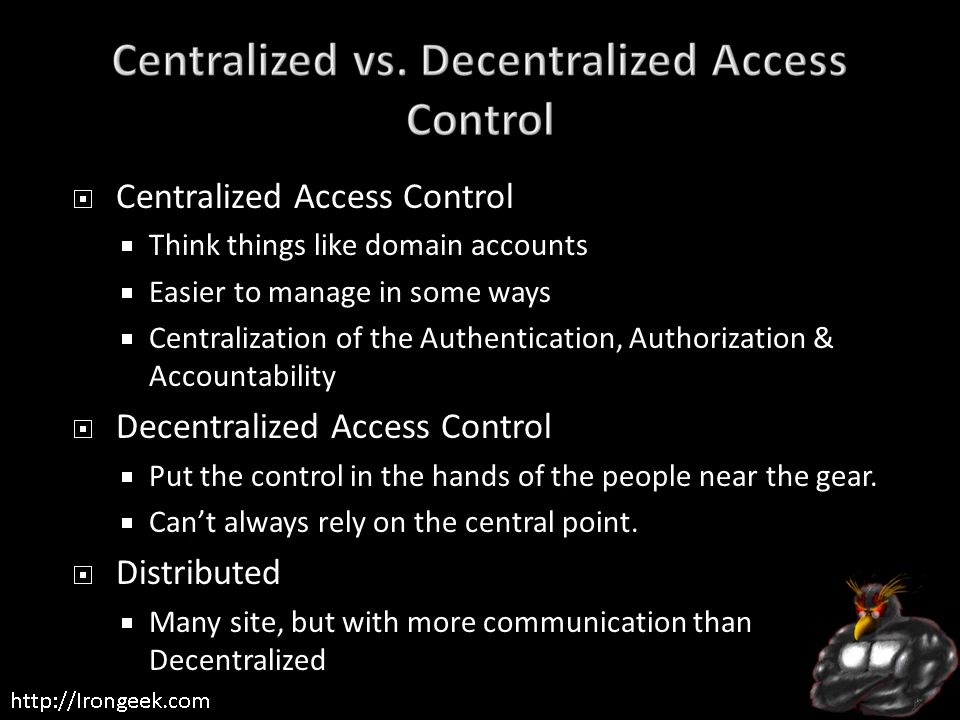 Centralized vs. Decentralized Access
Control
Centralized Access Control
Think things like domain accounts
Easier to manage in some ways
Centralization of the Authentication, Authorization &
Accountability
Decentralized Access Control
Put the control in the hands of the people near the gear.
Can’t always rely on the central point.
Distributed
Many site, but with more communication than
Decentralized
http://Irongeek.com